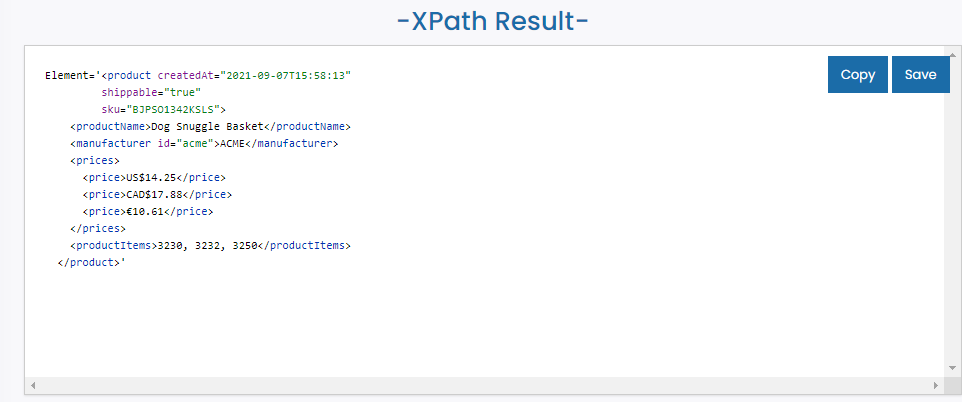 -XPath Result-
Copy Save
Element='<product createdAt="2021-09-07T15:58:13"
shippable="true"
sku="BJPSO1342KSLS">
<productName>Dog Snuggle Basket</productName>
<manufacturer id="acme">ACME</manufacturer>
<prices>
<price>US$14.25</price>
<price>CAD$17.88</price>
<price>€10.61</price>
</prices>
<productItems>3230, 3232, 3250</productItems>
</product>'